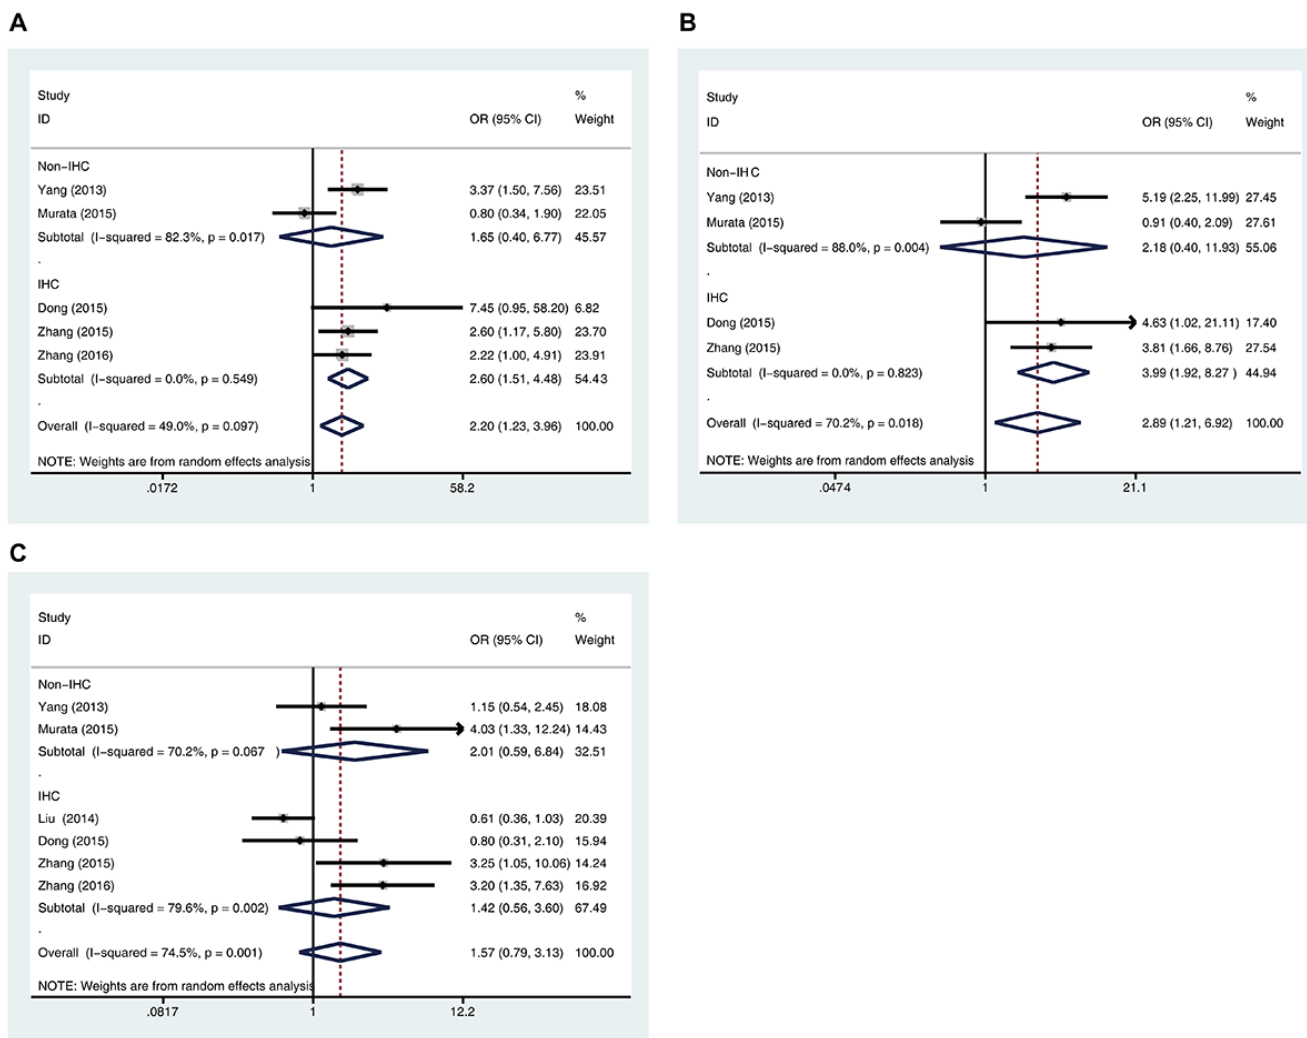 A
Study %
ID OR (95% CI) Weight
Non-IHC
Yang (2013) 3.37 (1.50, 7.56) 23.51
Murata (2015) 0.80 (0.34, 1.90) 22.05
Subtotal (I-squared = 82.3%, p = 0.017) 1.65 (0.40, 6.77) 45.57
.
IHC
Dong (2015) 7.45 (0.95, 58.20) 6.82
Zhang (2015) 2.60 (1.17, 5.80) 23.70
Zhang (2016) 2.22 (1.00, 4.91) 23.91
Subtotal (I-squared = 0.0%, p = 0.549) 2.60 (1.51, 4.48) 54.43
.
Overall (I-squared = 49.0%, p = 0.097) 2.20 (1.23, 3.96) 100.00
NOTE: Weights are from random effects analysis
.0172 1 58.2
B
Study %
ID OR (95% CI) Weight
Non-IHC
Yang (2013) 5.19 (2.25, 11.99) 27.45
Murata (2015) 0.91 (0.40, 2.09) 27.61
Subtotal (I-squared = 88.0%, p = 0.004) 2.18 (0.40, 11.93) 55.06
.
IHC
Dong (2015) 4.63 (1.02, 21.11) 17.40
Zhang (2015) 3.81 (1.66, 8.76) 27.54
Subtotal (I-squared = 0.0%, p = 0.823) 3.99 (1.92, 8.27 ) 44.94
.
Overall (I-squared = 70.2%, p = 0.018) 2.89 (1.21, 6.92) 100.00
NOTE: Weights are from random effects analysis
.0474 1 21.1
C
Study %
ID OR (95% CI) Weight
Non-IHC
Yang (2013) 1.15 (0.54, 2.45) 18.08
Murata (2015) 4.03 (1.33, 12.24) 14.43
Subtotal (I-squared = 70.2%, p = 0.067 ) 2.01 (0.59, 6.84) 32.51
.
IHC
Liu (2014) 0.61 (0.36, 1.03) 20.39
Dong (2015) 0.80 (0.31, 2.10) 15.94
Zhang (2015) 3.25 (1.05, 10.06) 14.24
Zhang (2016) 3.20 (1.35, 7.63) 16.92
Subtotal (I-squared = 79.6%, p = 0.002) 1.42 (0.56, 3.60) 67.49
.
Overall (I-squared = 74.5%, p = 0.001) 1.57 (0.79, 3.13) 100.00
NOTE: Weights are from random effects analysis
.0817 1 12.2